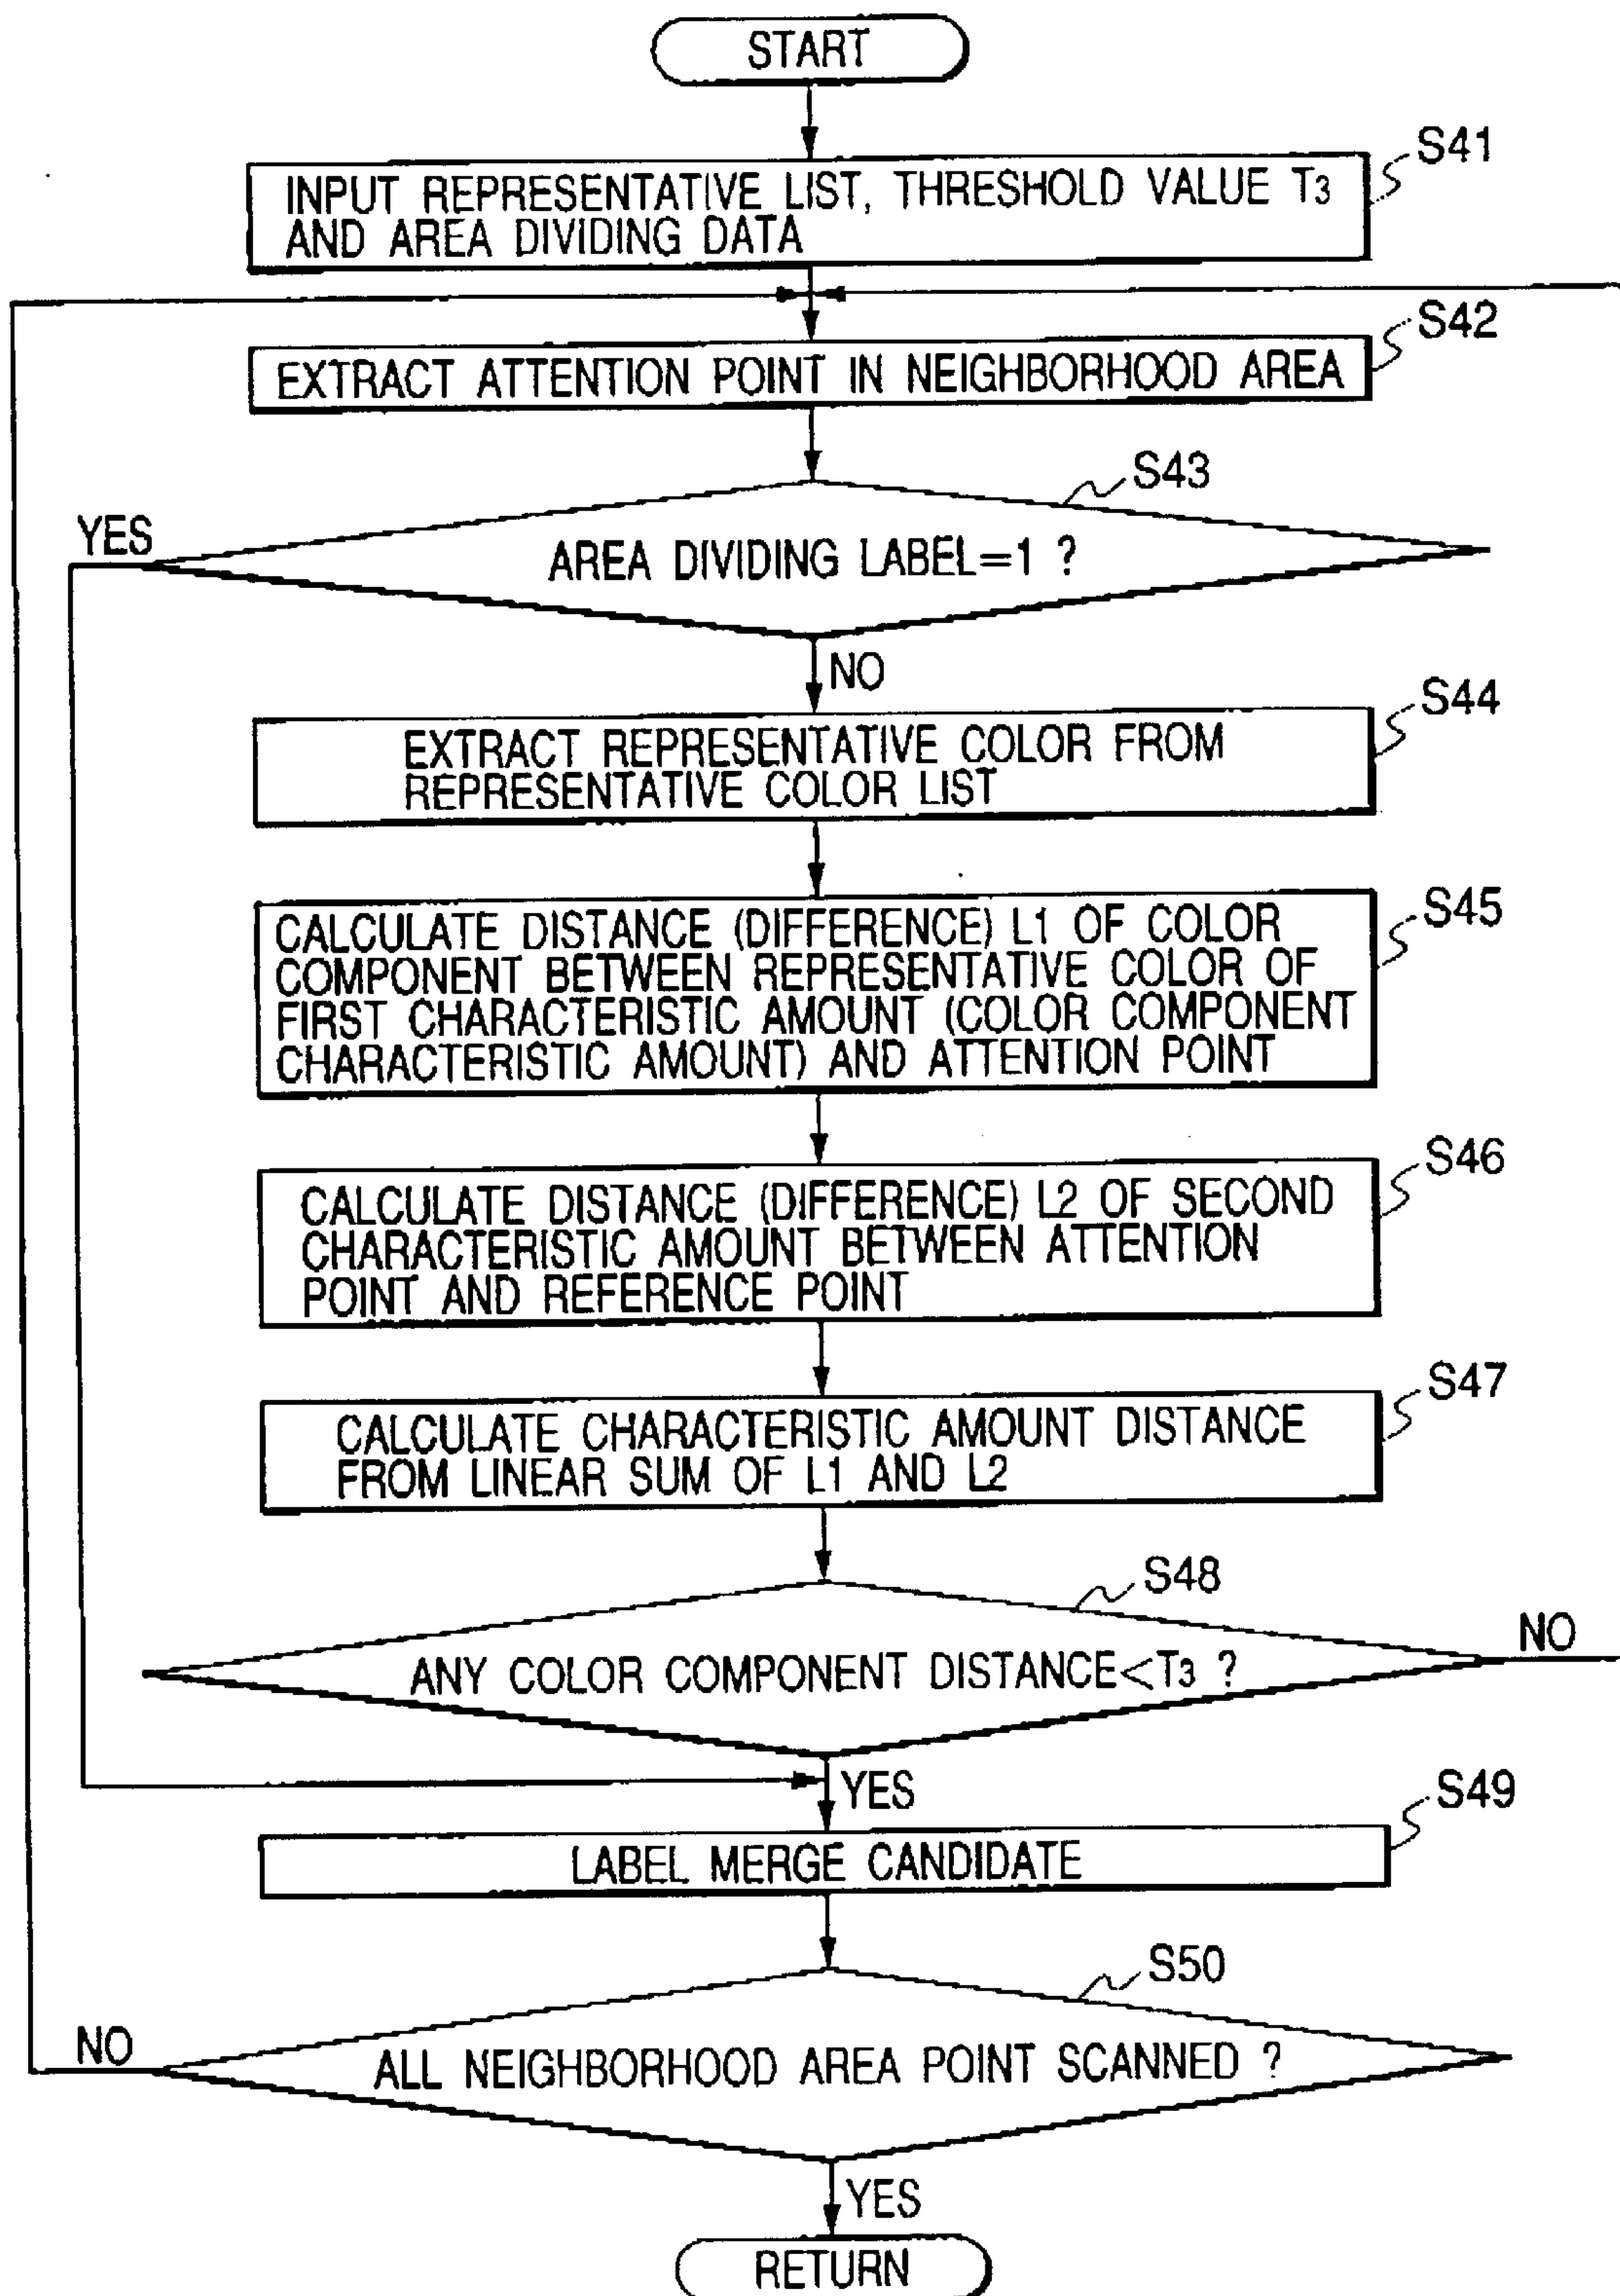 START
S41
INPUT REPRESENTATIVE LIST, THRESHOLD VALUE T3
AND AREA DIVIDING DATA
S42
EXTRACT ATTENTION POINT IN NEIGHBORHOOD AREA
S43
YES
AREA DIVIDING LABEL=1 ?
NO
S44
EXTRACT REPRESENTATIVE COLOR FROM
REPRESENTATIVE COLOR LIST
S45
CALCULATE DISTANCE (DIFFERENCE) L1 OF COLOR
COMPONENT BETWEEN REPRESENTATIVE COLOR OF
FIRST CHARACTERISTIC AMOUNT (COLOR COMPONENT
CHARACTERISTIC AMOUNT) AND ATTENTION POINT
S46
CALCULATE DISTANCE (DIFFERENCE) L2 OF SECOND
CHARACTERISTIC AMOUNT BETWEEN ATTENTION
POINT AND REFERENCE POINT
S47
CALCULATE CHARACTERISTIC AMOUNT DISTANCE
FROM LINEAR SUM OF L1 AND L2
S48
NO
ANY COLOR COMPONENT DISTANCE<T3 ?
YES
S49
LABEL MERGE CANDIDATE
S50
NO
ALL NEIGHBORHOOD AREA POINT SCANNED ?
YES
RETURN